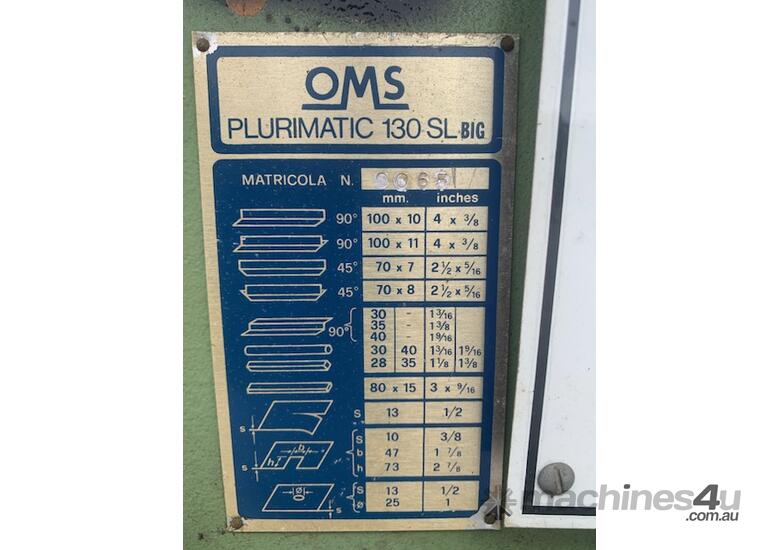 OMS
PLURIMATIC 130 SL BIG
MATRICOLA N.
mm. inches
90° 100 x 10 4 x 3/8
90° 100 x 11 4 x 3/8
45° 70 x 7 2 1/2 x 5/16
45° 70 x 8 2 1/2 x 5/16
30 - 1 3/16
35 - 1 3/8
90° 40 - 1 9/16
30 40 1 3/16 1 9/16
28 35 1 1/8 1 3/8
80 x 15 3 x 9/16
s S 13 1/2
b S 10 3/8
h b 47 1 7/8
s h 73 2 7/8
Ø S 13 1/2
s Ø 25 1
machines4u
.com.au